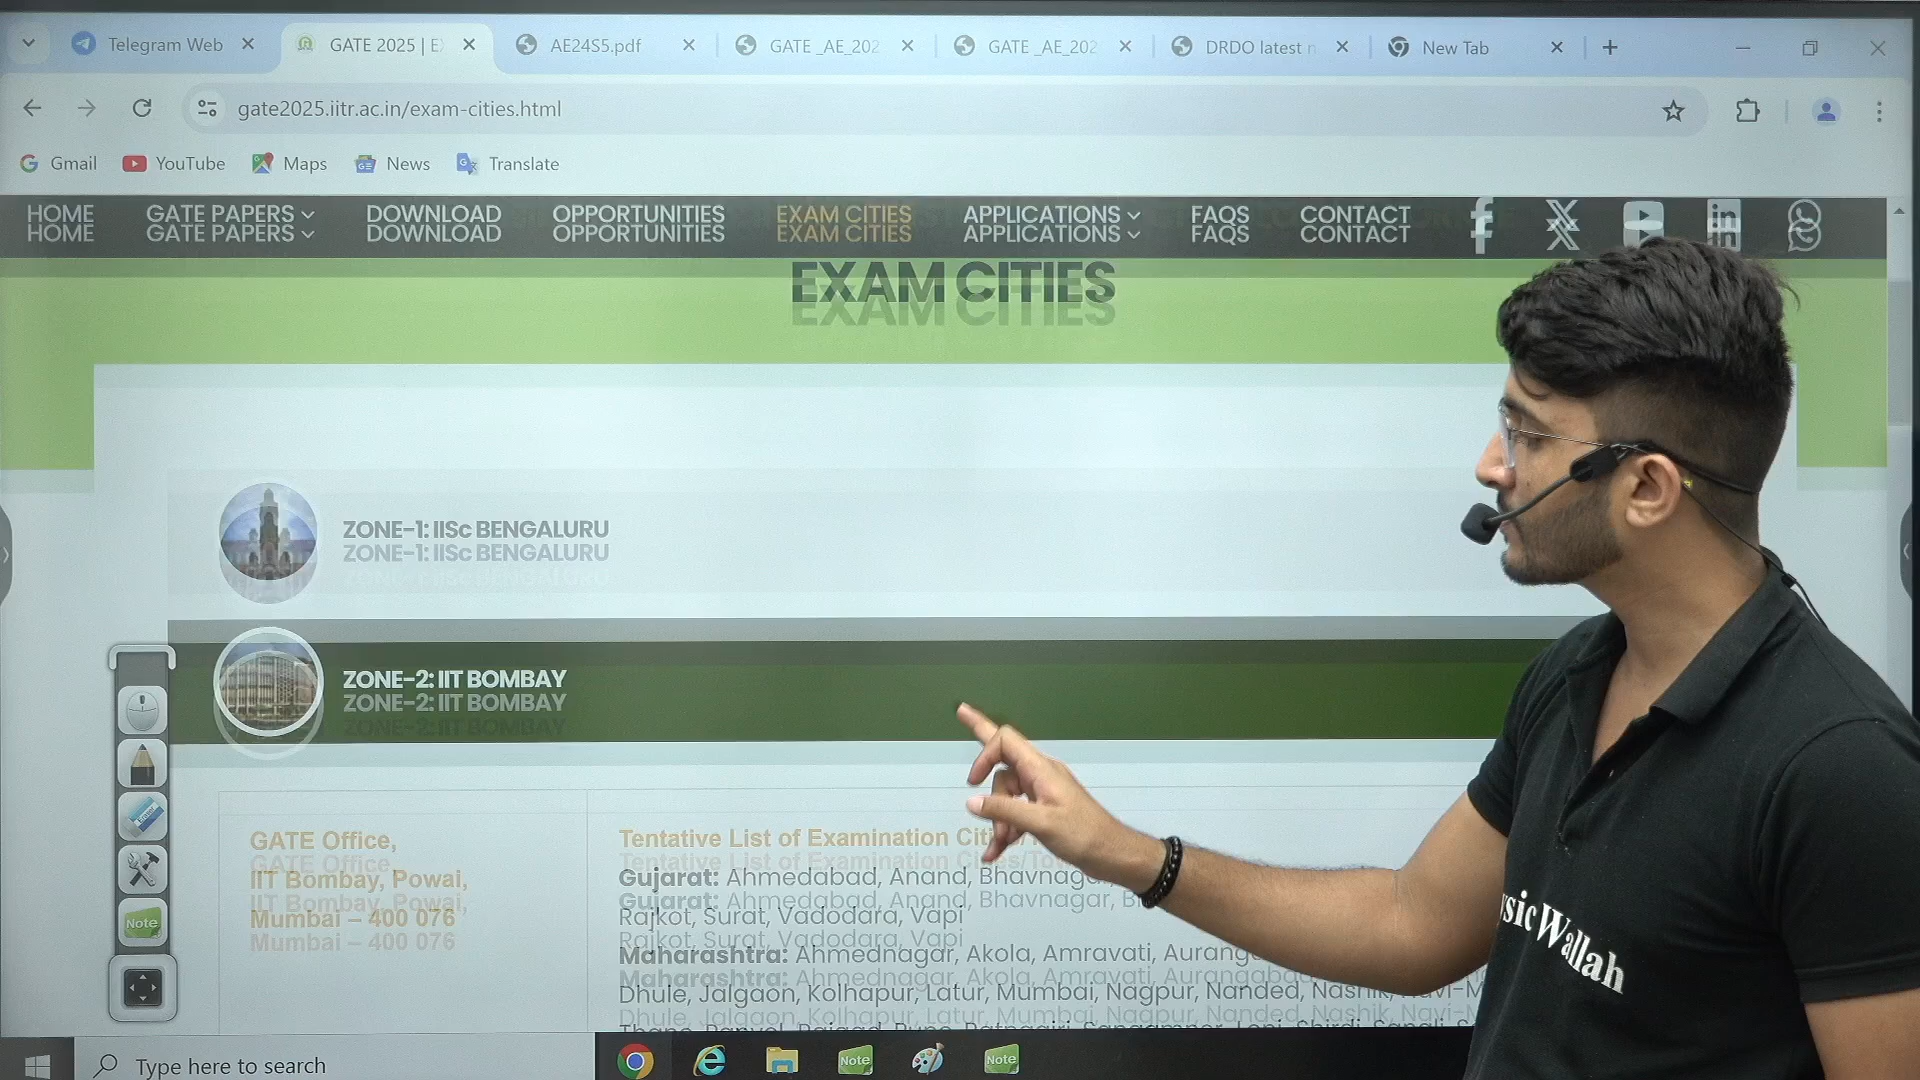 Telegram Web
GATE 2025 | E
AE24S5.pdf
GATE _AE_202
GATE _AE_202
DRDO latest n
New Tab
gate2025.iitr.ac.in/exam-cities.html
Gmail
YouTube
Maps
News
Translate
HOME GATE PAPERS DOWNLOAD OPPORTUNITIES EXAM CITIES APPLICATIONS FAQS CONTACT
EXAM CITIES
ZONE-1: IISc BENGALURU
ZONE-2: IIT BOMBAY
GATE Office,
IIT Bombay, Powai,
Mumbai – 400 076
Tentative List of Examination
Gujarat: Ahmedabad, Anand, Bhavnagar,
Rajkot, Surat, Vadodara, Vapi
Maharashtra: Ahmednagar, Akola, Amravati,
Dhule, Jalgaon, Kolhapur, Latur, Mumbai, Nagpur, Nanded, Nashik,
Note
Type here to search
Note
Note
Wallah